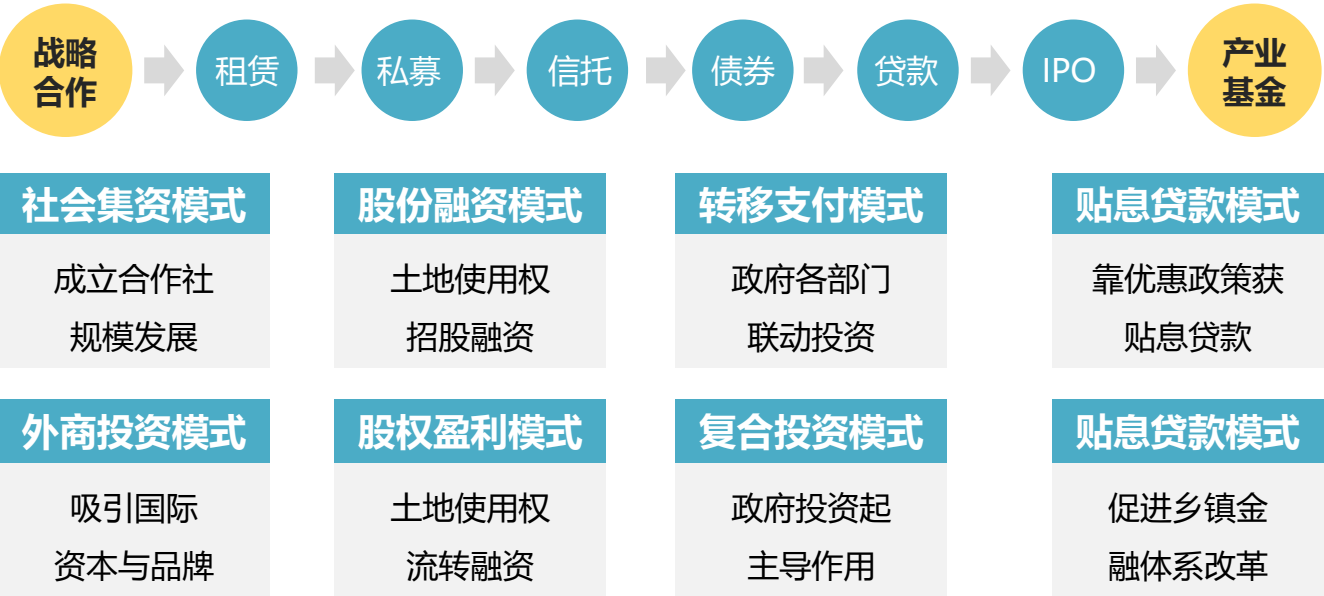 战略
合作
租赁
私募
信托
债券
贷款
IPO
产业
基金
社会集资模式
成立合作社
规模发展
股份融资模式
土地使用权
招股融资
转移支付模式
政府各部门
联动投资
贴息贷款模式
靠优惠政策获
贴息贷款
外商投资模式
吸引国际
资本与品牌
股权盈利模式
土地使用权
流转融资
复合投资模式
政府投资起
主导作用
贴息贷款模式
促进乡镇金
融体系改革